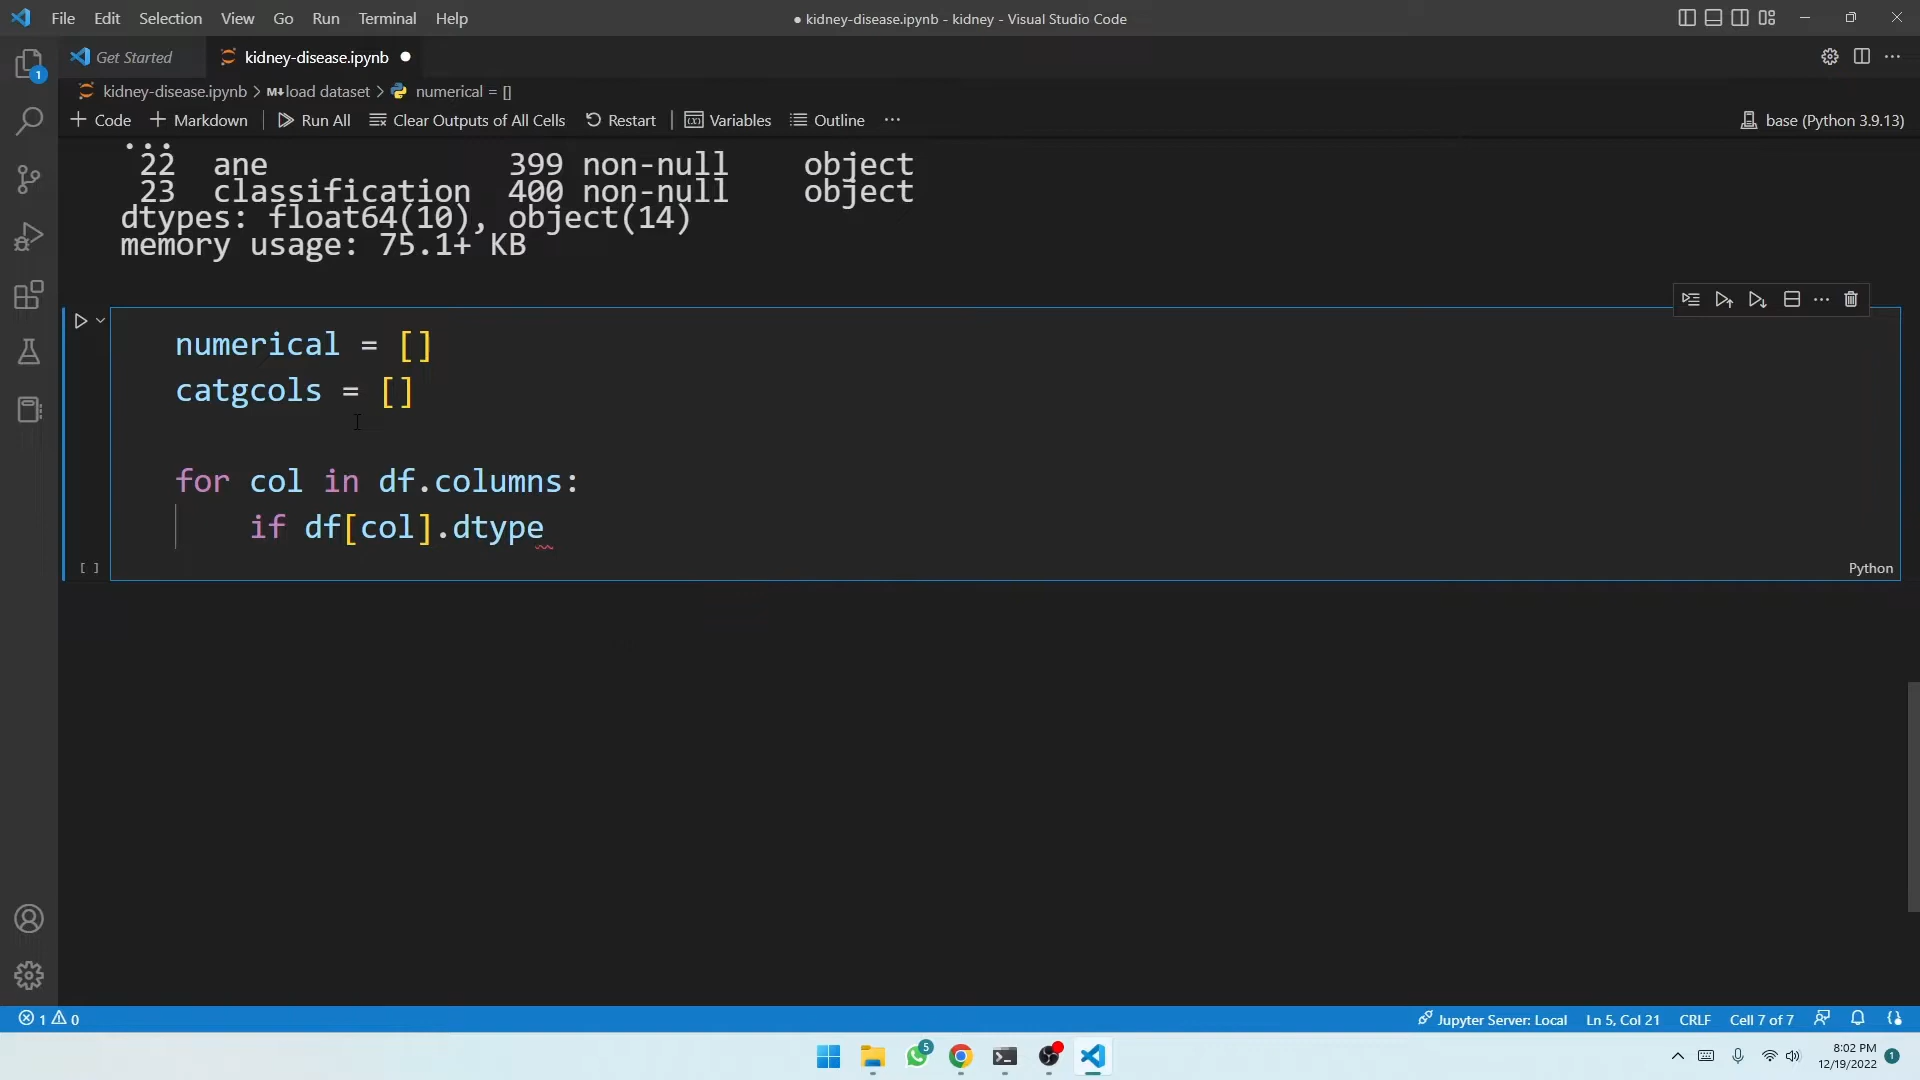 File Edit Selection View Go Run Terminal Help
● kidney-disease.ipynb - kidney - Visual Studio Code
Get Started
kidney-disease.ipynb
1
kidney-disease.ipynb > M↓ load dataset > numerical = []
+ Code + Markdown | Run All Clear Outputs of All Cells Restart | Variables Outline ...
base (Python 3.9.13)
...
22 ane 399 non-null object
23 classification 400 non-null object
dtypes: float64(10), object(14)
memory usage: 75.1+ KB
numerical = []
catgcols = []
for col in df.columns:
if df[col].dtype
[ ]
Python
1 0
Jupyter Server: Local Ln 5, Col 21 CRLF Cell 7 of 7
5
8:02 PM
12/19/2022
1